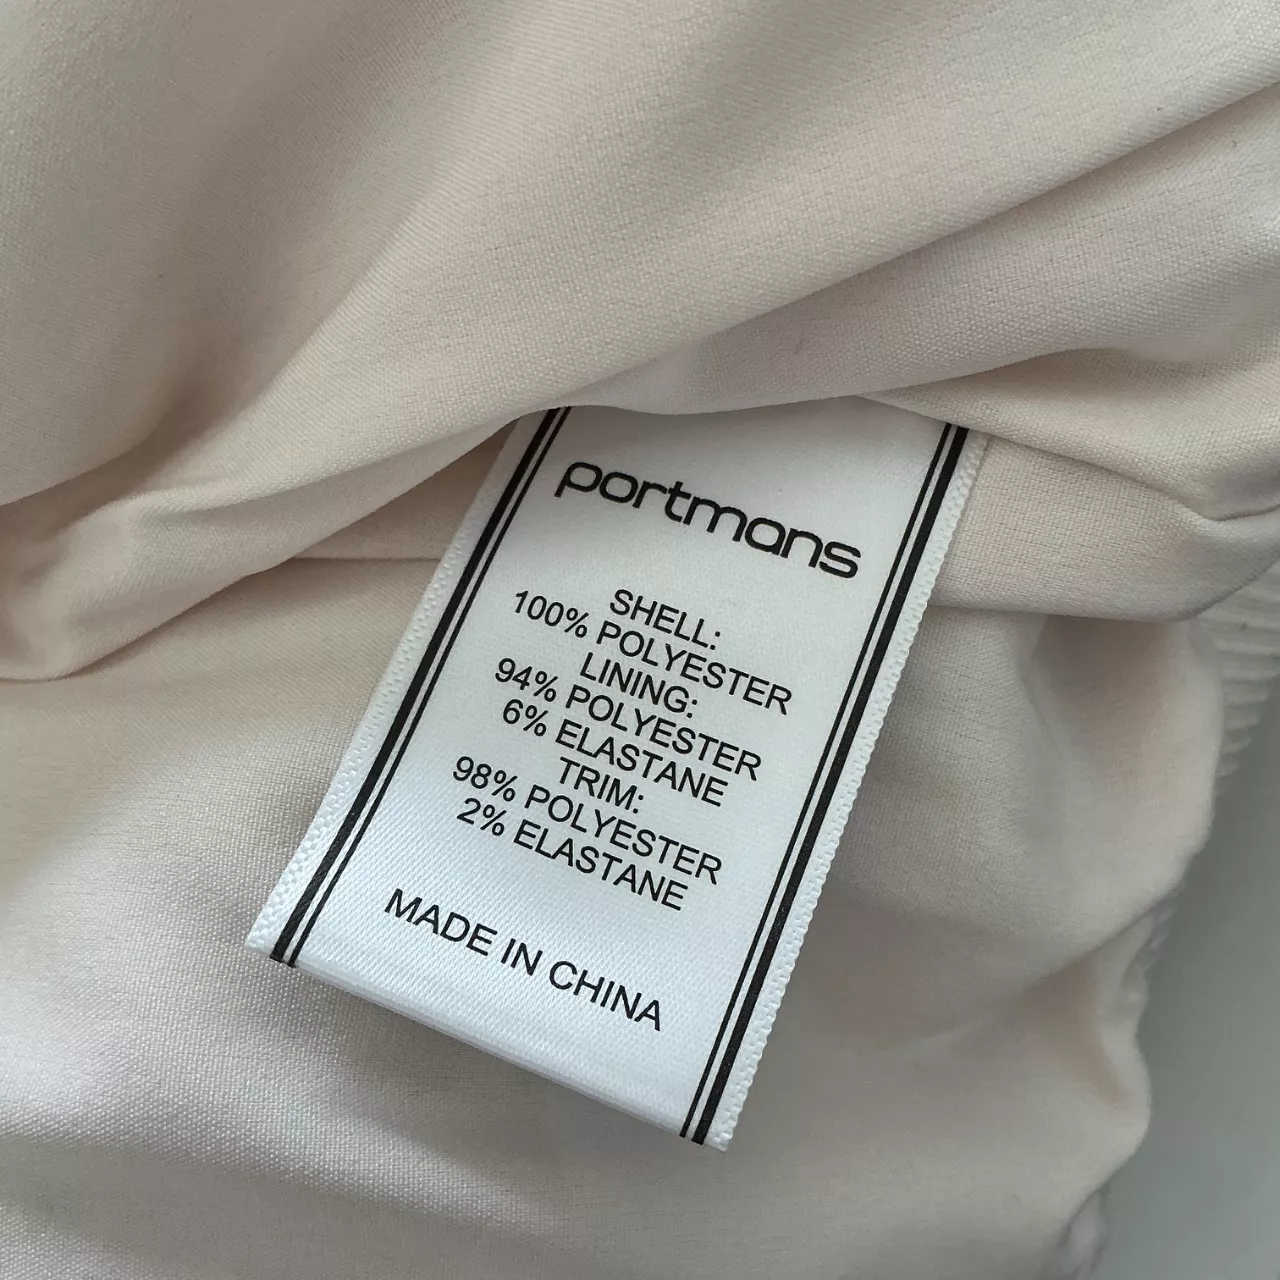 portmans
SHELL:
100% POLYESTER
LINING:
94% POLYESTER
6% ELASTANE
TRIM:
98% POLYESTER
2% ELASTANE
MADE IN CHINA